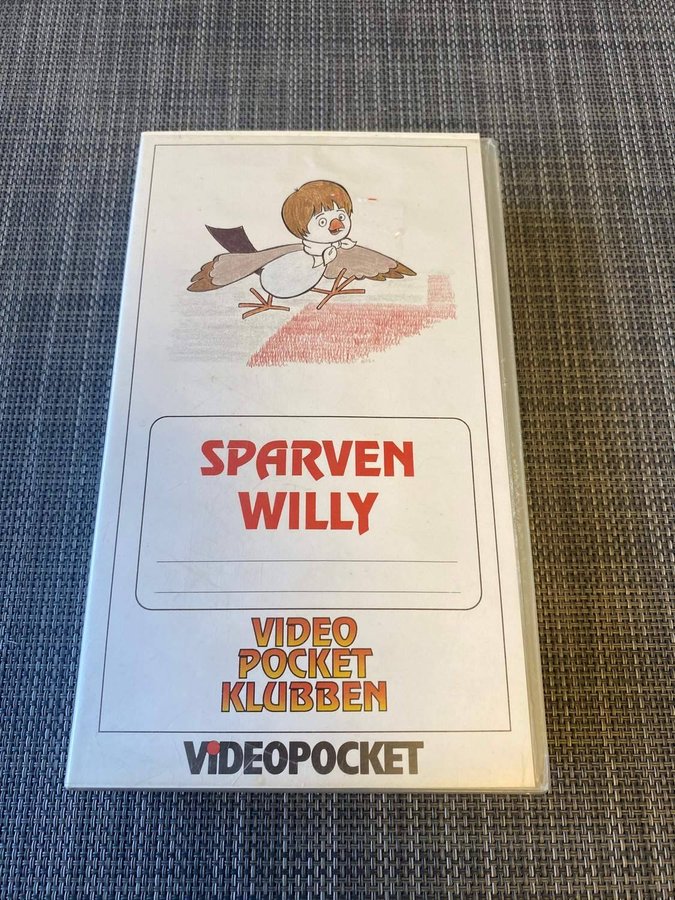 SPARVEN
WILLY
VIDEO
POCKET
KLUBBEN
ViDEOPOCKET